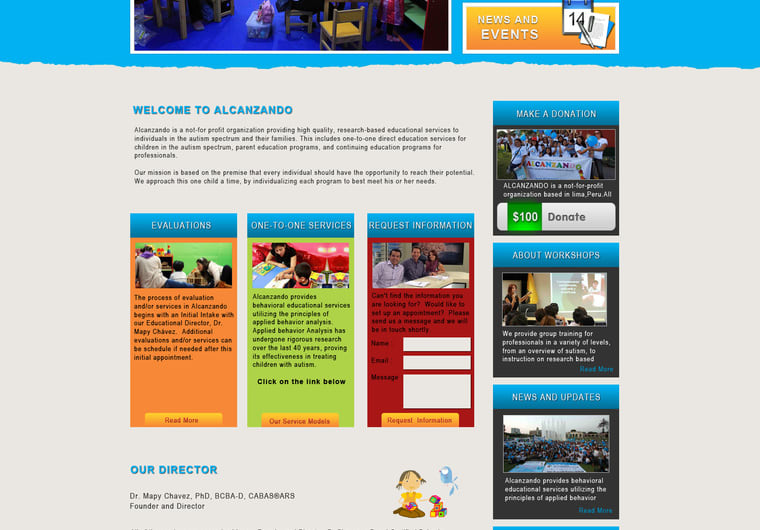 NEWS AND
EVENTS
14
WELCOME TO ALCANZANDO
Alcanzando is a not-for profit organization providing high quality, research-based educational services to
individuals in the autism spectrum and their families. This includes one-to-one direct education services for
children in the autism spectrum, parent education programs, and continuing education programs for
professionals.
Our mission is based on the premise that every individual should have the opportunity to reach their potential.
We approach this one child a time, by individualizing each program to best meet his or her needs.
EVALUATIONS
The process of evaluation
and/or services in Alcanzando
begins with an Initial Intake with
our Educational Director, Dr.
Mapy Chávez.  Additional
evaluations and/or services can
be schedule if needed after this
initial appointment.
Read More
ONE-TO-ONE SERVICES
Alcanzando provides
behavioral educational services
utilizing the principles of
applied behavior analysis.
Applied behavior Analysis has
undergone rigorous research
over the last 40 years, proving
its effectiveness in treating
children with autism.
Click on the link below
Our Service Models
REQUEST INFORMATION
Can't find the information you
are looking for?  Would like to
set up an appointment?  Please
send us a message and we will
be in touch shortly
Name :
Email :
Message :
Request  Information
OUR DIRECTOR
Dr. Mapy Chavez, PhD, BCBA-D, CABAS®ARS
Founder and Director
MAKE A DONATION
ALCANZANDO
ALCANZANDO is a not-for-profit
organization based in lima,Peru.All
$100 Donate
ABOUT WORKSHOPS
We provide group training for
professionals in a variety of levels,
from an overview of sutism, to
instruction on research based
Read More
NEWS AND UPDATES
Alcanzando provides behavioral
educational services utilizing the
principles of applied behavior
Read More